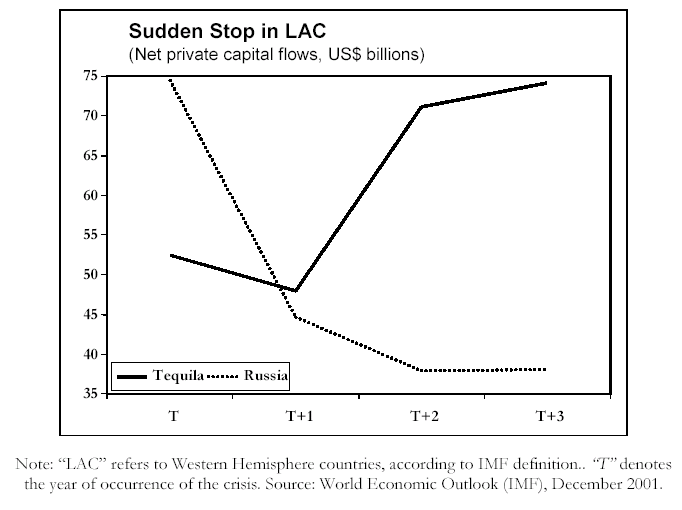 Sudden Stop in LAC
(Net private capital flows, US$ billions)
75
70
65
60
55
50
45
40
35
Tequila Russia
T T+1 T+2 T+3
Note: “LAC” refers to Western Hemisphere countries, according to IMF definition.. “T” denotes
the year of occurrence of the crisis. Source: World Economic Outlook (IMF), December 2001.